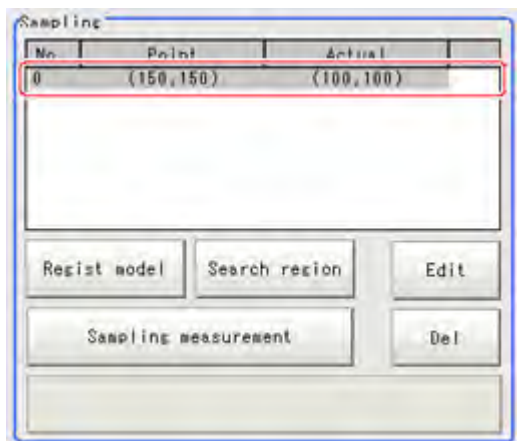 Sampling
No. Point Actual
0 (150,150) (100,100)
Regist model Search region Edit
Sampling measurement Del